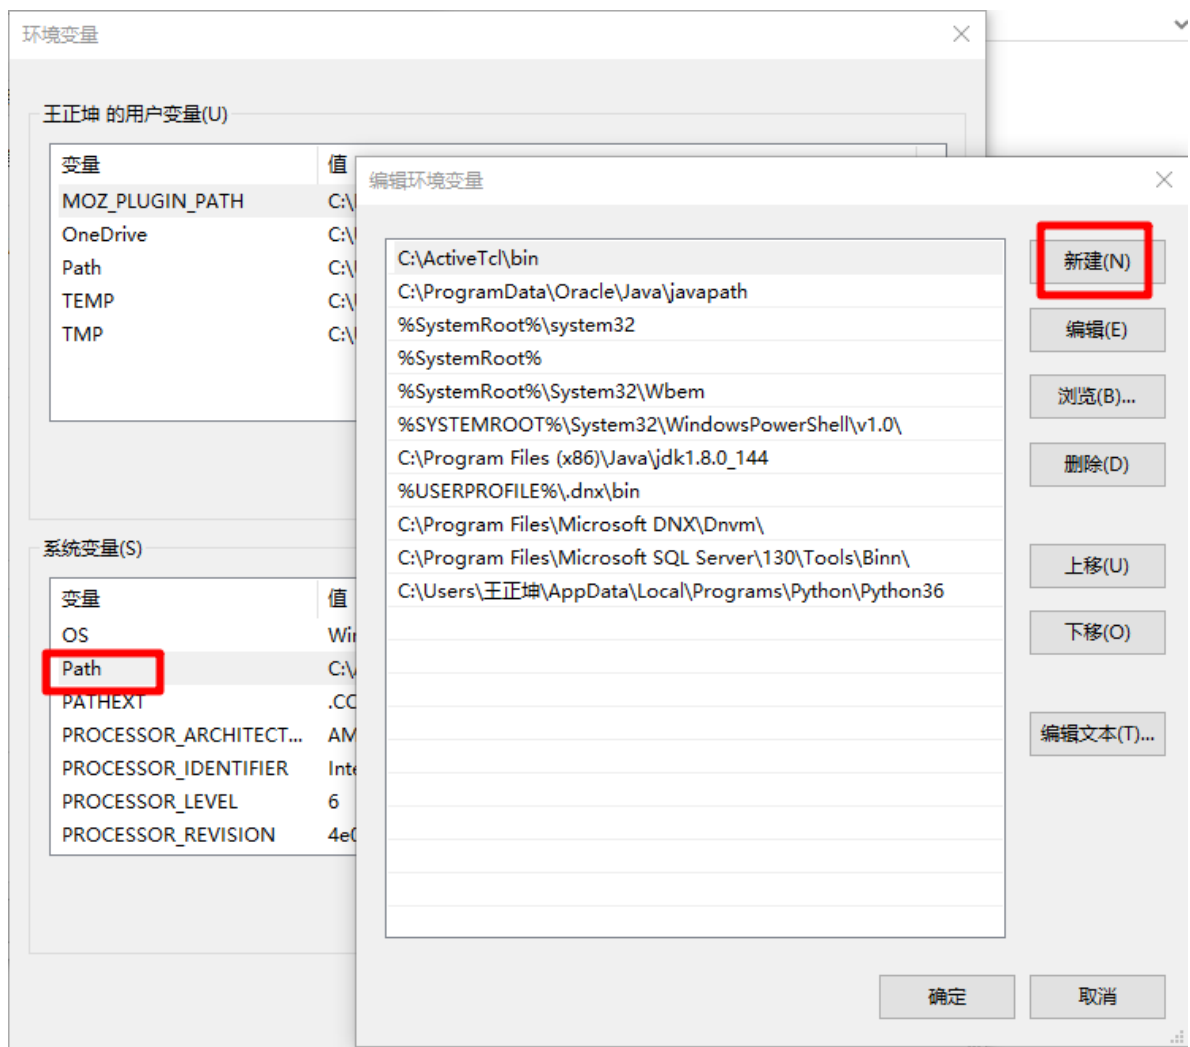 环境变量
王正坤 的用户变量(U)
变量 值
MOZ_PLUGIN_PATH C:\
OneDrive C:\
Path C:\
TEMP C:\
TMP C:\
系统变量(S)
变量 值
OS Wi
Path C:\
PATHEXT .CC
PROCESSOR_ARCHITECT... AM
PROCESSOR_IDENTIFIER Inte
PROCESSOR_LEVEL 6
PROCESSOR_REVISION 4e0
编辑环境变量
C:\ActiveTcl\bin
C:\ProgramData\Oracle\Java\javapath
%SystemRoot%\system32
%SystemRoot%
%SystemRoot%\System32\Wbem
%SYSTEMROOT%\System32\WindowsPowerShell\v1.0\
C:\Program Files (x86)\Java\jdk1.8.0_144
%USERPROFILE%\.dnx\bin
C:\Program Files\Microsoft DNX\Dnvm\
C:\Program Files\Microsoft SQL Server\130\Tools\Binn\
C:\Users\王正坤\AppData\Local\Programs\Python\Python36
新建(N)
编辑(E)
浏览(B)...
删除(D)
上移(U)
下移(O)
编辑文本(T)...
确定
取消